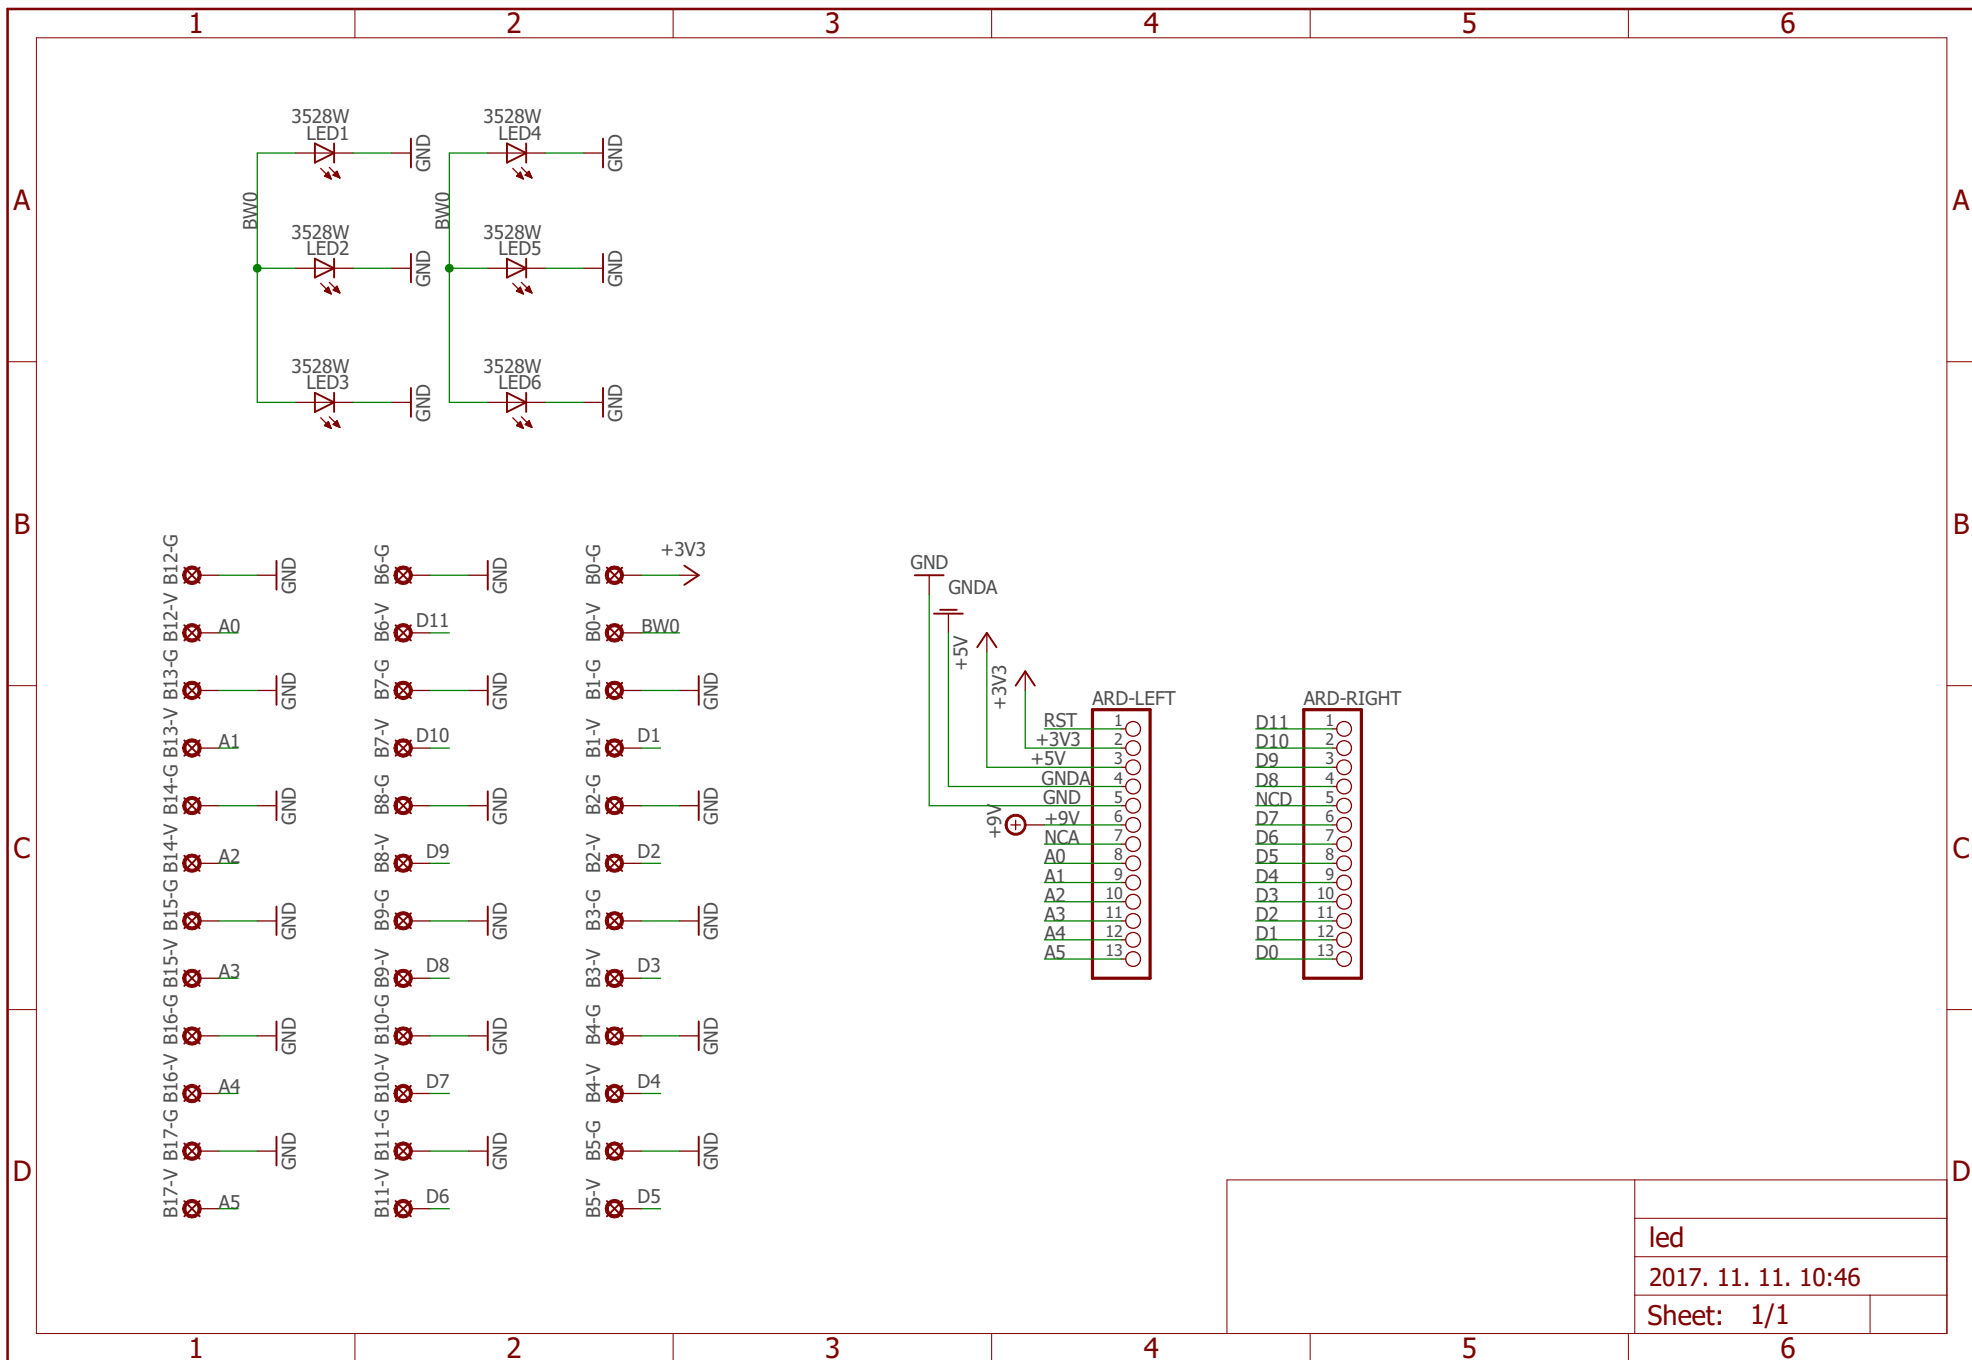 1 2 3 4 5 6
A A
B B
C C
D D
3528W
LED1
GND
3528W
LED4
GND
BW0
BW0
3528W
LED2
GND
3528W
LED5
GND
3528W
LED3
GND
3528W
LED6
GND
B12-G GND
B12-V A0
B13-G GND
B13-V A1
B14-G GND
B14-V A2
B15-G GND
B15-V A3
B16-G GND
B16-V A4
B17-G GND
B17-V A5
B6-G GND
B6-V D11
B7-G GND
B7-V D10
B8-G GND
B8-V D9
B9-G GND
B9-V D8
B10-G GND
B10-V D7
B11-G GND
B11-V D6
B0-G +3V3
B0-V BW0
B1-G GND
B1-V D1
B2-G GND
B2-V D2
B3-G GND
B3-V D3
B4-G GND
B4-V D4
B5-G GND
B5-V D5
GND
GNDA
+5V
+3V3
+9V
ARD-LEFT
RST 1
+3V3 2
+5V 3
GNDA 4
GND 5
+9V 6
NCA 7
A0 8
A1 9
A2 10
A3 11
A4 12
A5 13
ARD-RIGHT
D11 1
D10 2
D9 3
D8 4
NCD 5
D7 6
D6 7
D5 8
D4 9
D3 10
D2 11
D1 12
D0 13
led
2017. 11. 11. 10:46
Sheet: 1/1
1 2 3 4 5 6